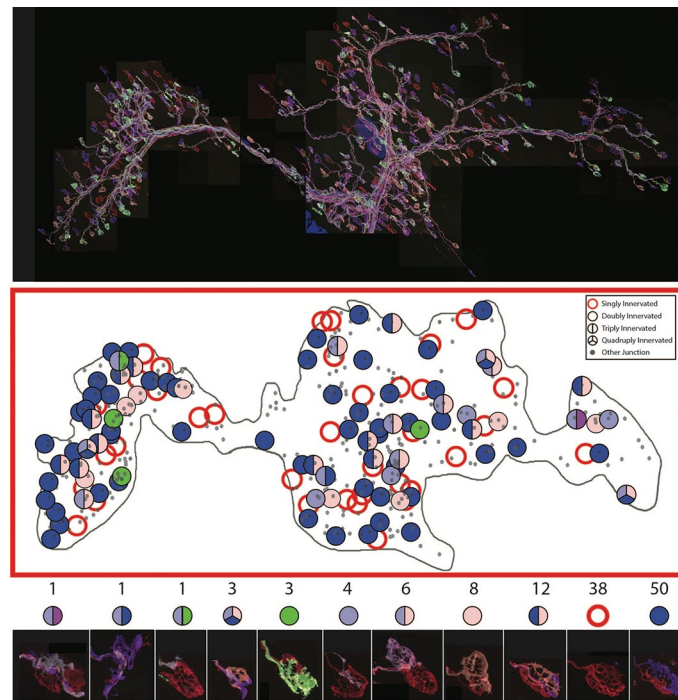 Singly Innervated
Doubly Innervated
Triply Innervated
Quadruply Innervated
Other Junction
1 1 1 3 3 4 6 8 12 38 50